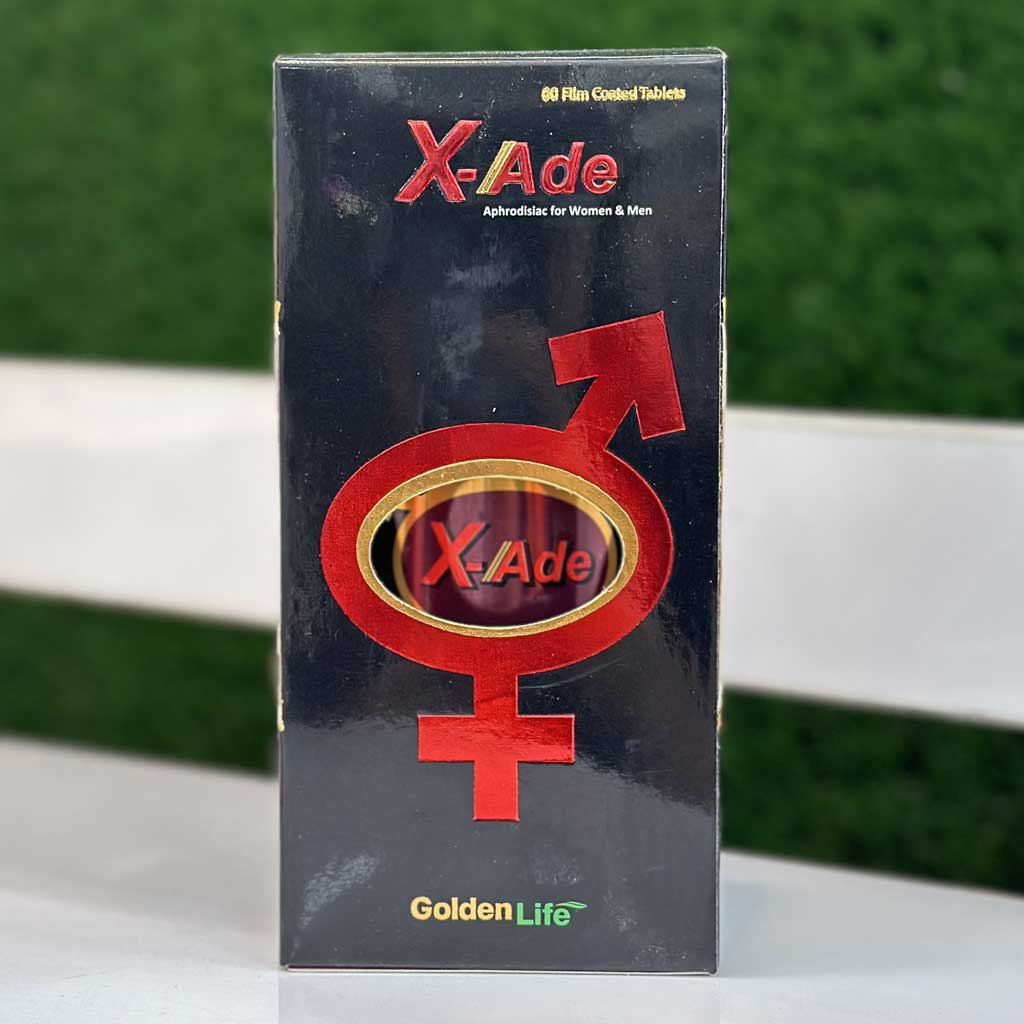 60 Film Coated Tablets
X-Ade
Aphrodisiac for Women & Men
X-Ade
Golden Life